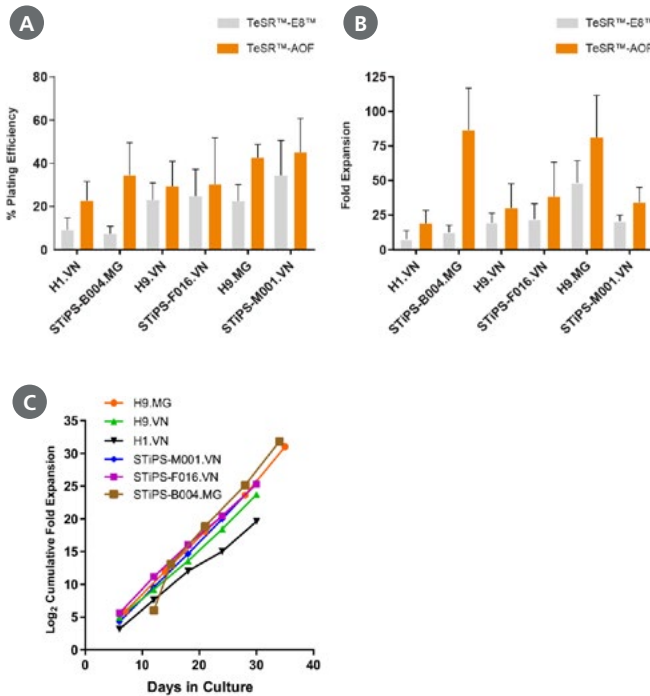 A
TeSR™-E8™
TeSR™-AOF
% Plating Efficiency
80
60
40
20
0
H1.VN
STiPS-B004.MG
H9.VN
STiPS-F016.VN
H9.MG
STiPS-M001.VN
B
TeSR™-E8™
TeSR™-AOF
Fold Expansion
125
100
75
50
25
0
H1.VN
STiPS-B004.MG
H9.VN
STiPS-F016.VN
H9.MG
STiPS-M001.VN
C
H9.MG
H9.VN
H1.VN
STiPS-M001.VN
STiPS-F016.VN
STiPS-B004.MG
Log₂ Cumulative Fold Expansion
35
30
25
20
15
10
5
0
0 10 20 30 40
Days in Culture